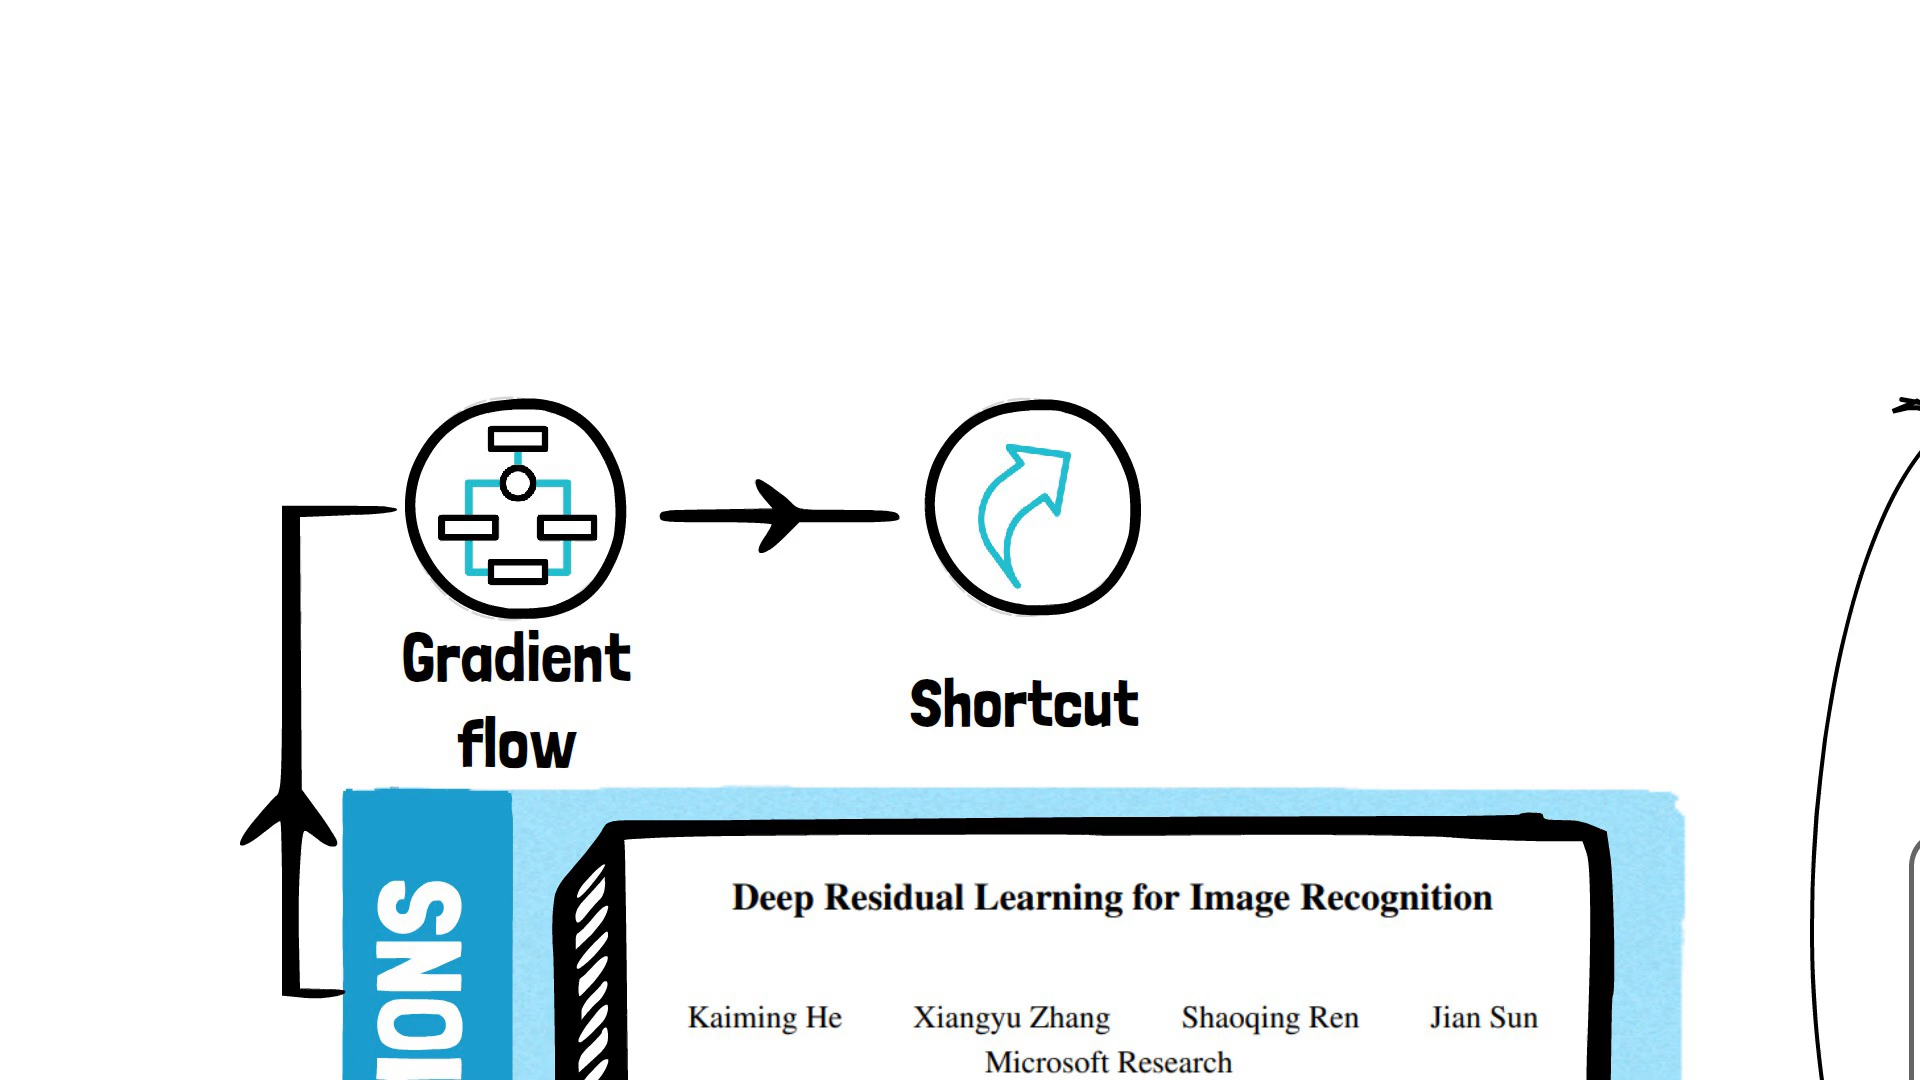 Gradient
flow
Shortcut
Deep Residual Learning for Image Recognition
Kaiming He Xiangyu Zhang Shaoqing Ren Jian Sun
Microsoft Research